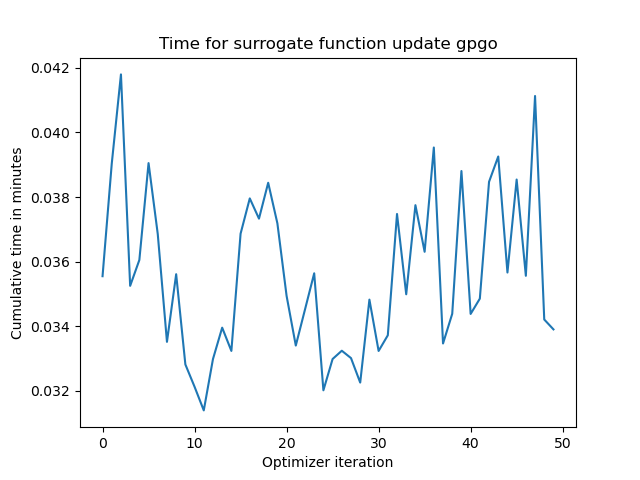 Time for surrogate function update gpgo
Cumulative time in minutes
0.042
0.040
0.038
0.036
0.034
0.032
0 10 20 30 40 50
Optimizer iteration